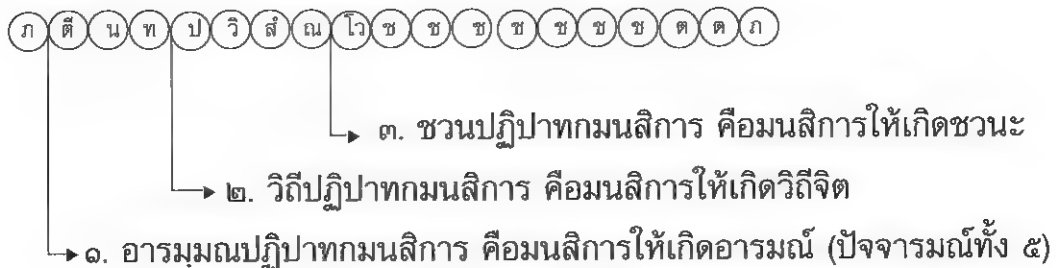 ภ ตี น ท ป วิ สํ ณ โว ช ช ช ช ช ช ช ต ต ภ
๓. ชวนปฏิปาทกมนสิการ คือมนสิการให้เกิดชวนะ
๒. วิถีปฏิปาทกมนสิการ คือมนสิการให้เกิดวิถีจิต
๑. อารมฺมณปฏิปาทกมนสิการ คือมนสิการให้เกิดอารมณ์ (ปัจจารมณ์ทั้ง ๕)